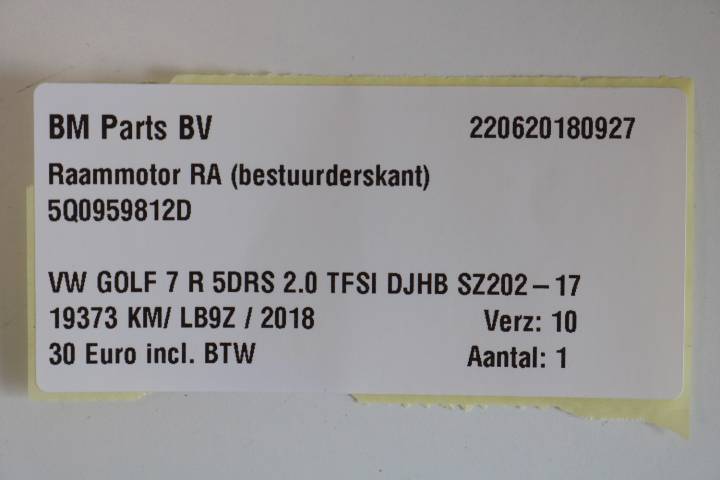 BM Parts BV 220620180927
Raammotor RA (bestuurderskant)
5Q0959812D
VW GOLF 7 R 5DRS 2.0 TFSI DJHB SZ202-17
19373 KM/ LB9Z / 2018 Verz: 10
30 Euro incl. BTW Aantal: 1